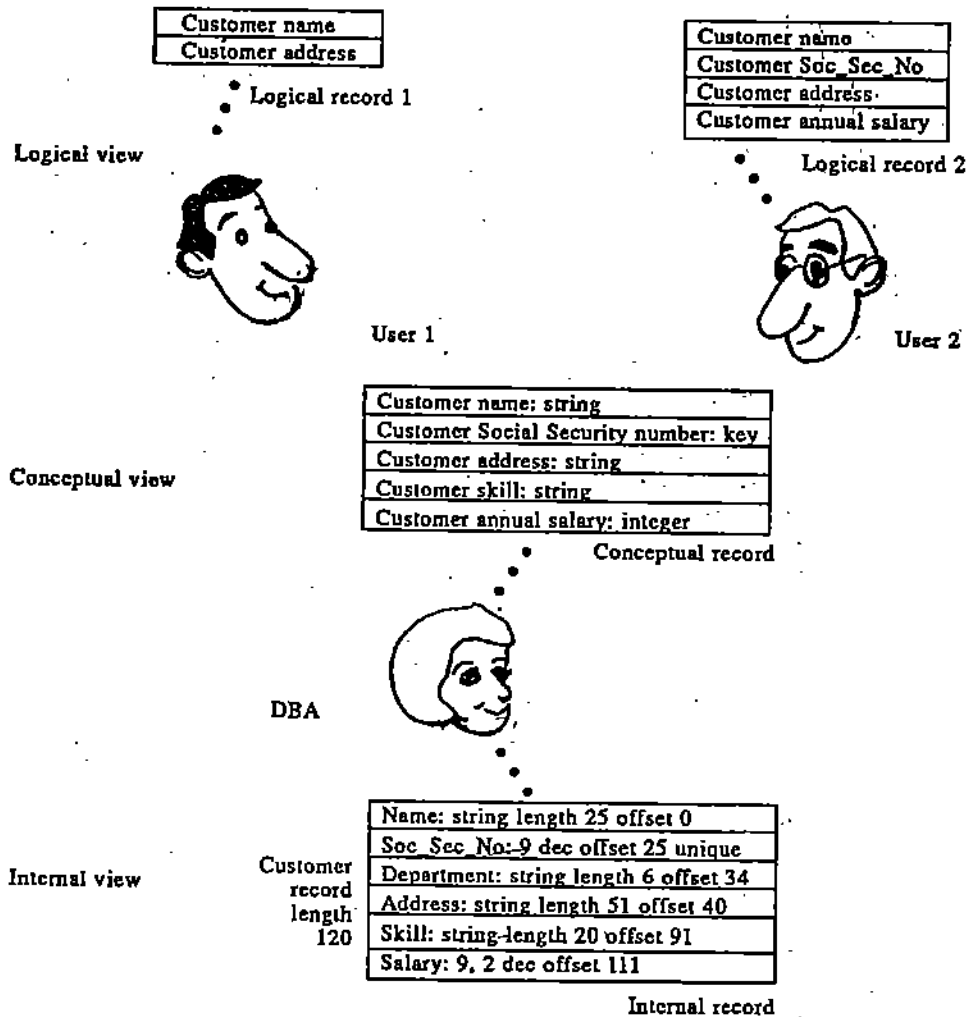 Customer name
Customer address
Logical record 1
Customer name
Customer Soc_Sec_No
Customer address
Customer annual salary
Logical record 2
Logical view
User 1
User 2
Customer name: string
Customer Social Security number: key
Customer address: string
Customer skill: string
Customer annual salary: integer
Conceptual view
Conceptual record
DBA
Name: string length 25 offset 0
Soc_Sec_No: 9 dec offset 25 unique
Department: string length 6 offset 34
Address: string length 51 offset 40
Skill: string length 20 offset 91
Salary: 9, 2 dec offset 111
Internal view
Customer
record
length
120
Internal record